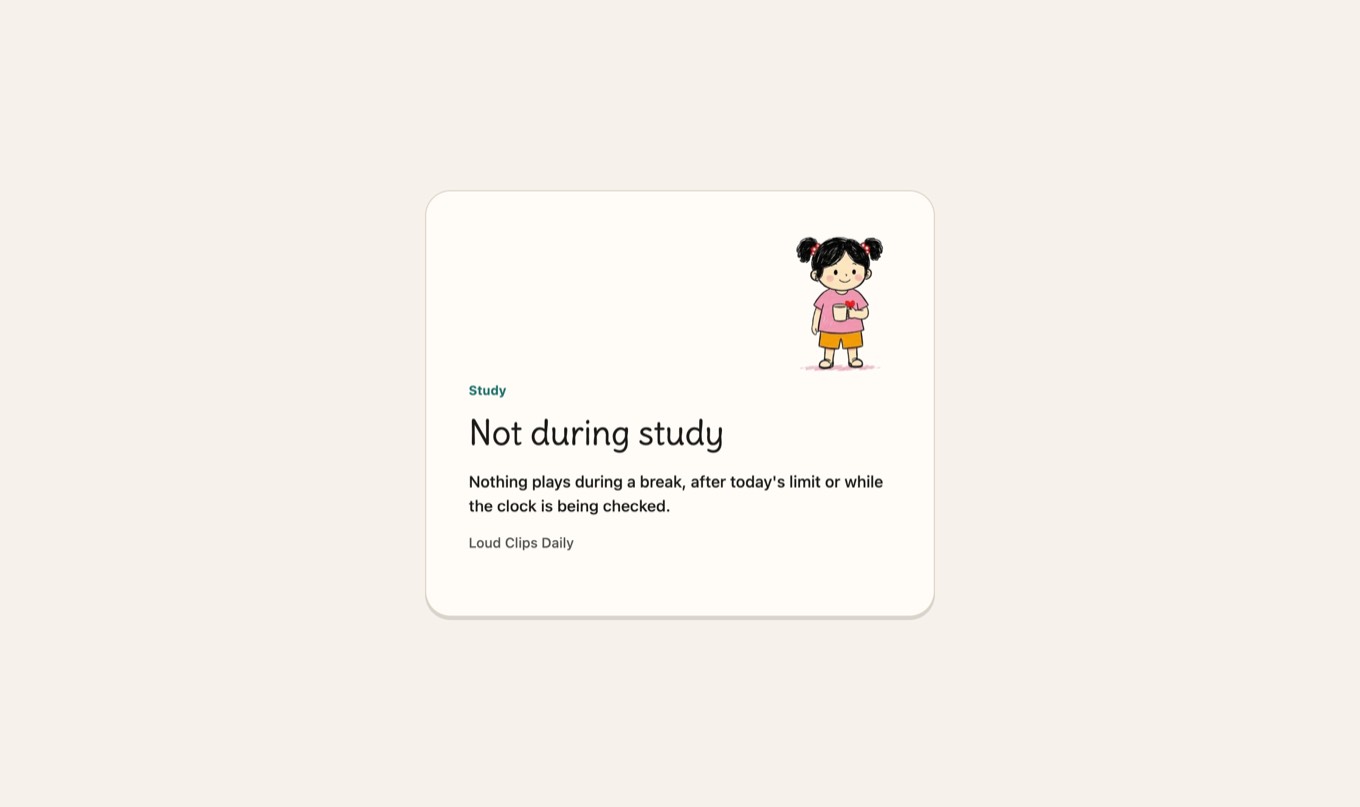 Study
Not during study
Nothing plays during a break, after today's limit or while
the clock is being checked.
Loud Clips Daily